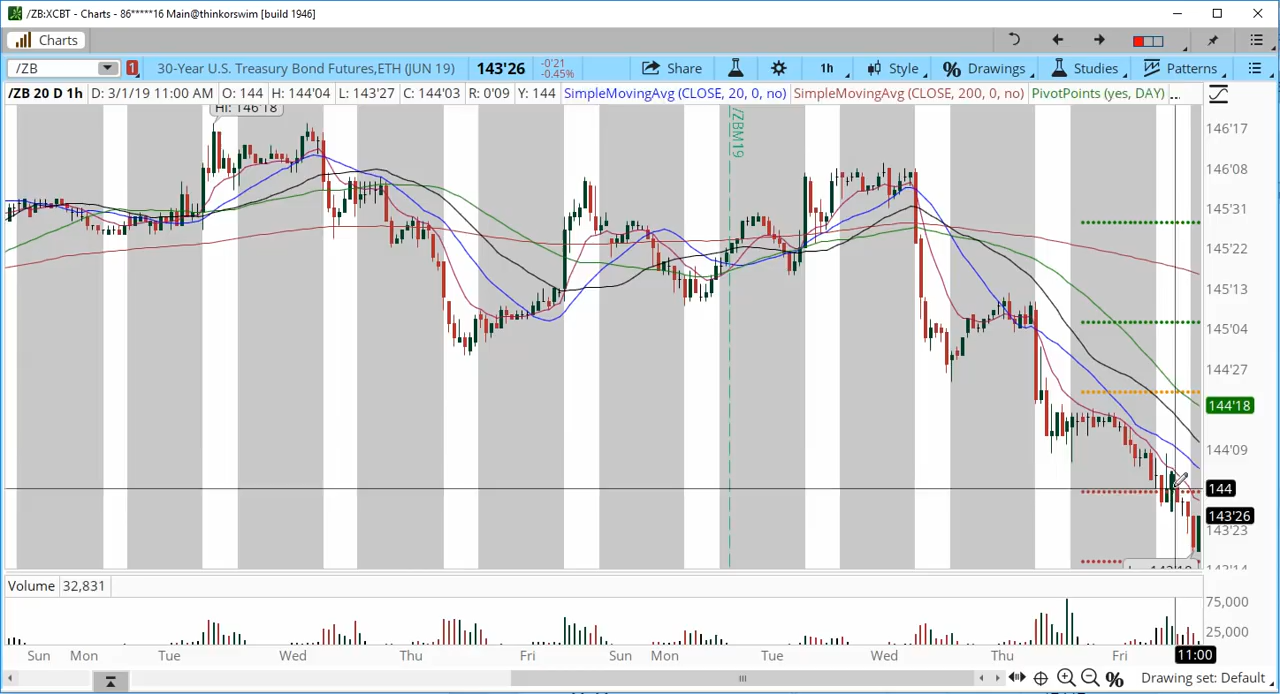 /ZB:XCBT - Charts - 86*****16 Main@thinkorswim [build 1946]
Charts
/ZB 1 30-Year U.S. Treasury Bond Futures,ETH (JUN 19) 143'26 -0'21 -0.45% Share 1h Style Drawings Studies Patterns
/ZB 20 D 1h D: 3/1/19 11:00 AM O: 144 H: 144'04 L: 143'27 C: 144'03 R: 0'09 Y: 144 SimpleMovingAvg (CLOSE, 20, 0, no) SimpleMovingAvg (CLOSE, 200, 0, no) PivotPoints (yes, DAY) ...
Hi: 146'18
/ZBM19
146'17
146'08
145'31
145'22
145'13
145'04
144'27
144'18
144'09
144
143'26
143'23
143'14
Volume 32,831
75,000
25,000
Sun Mon Tue Wed Thu Fri Sun Mon Tue Wed Thu Fri 11:00
Drawing set: Default